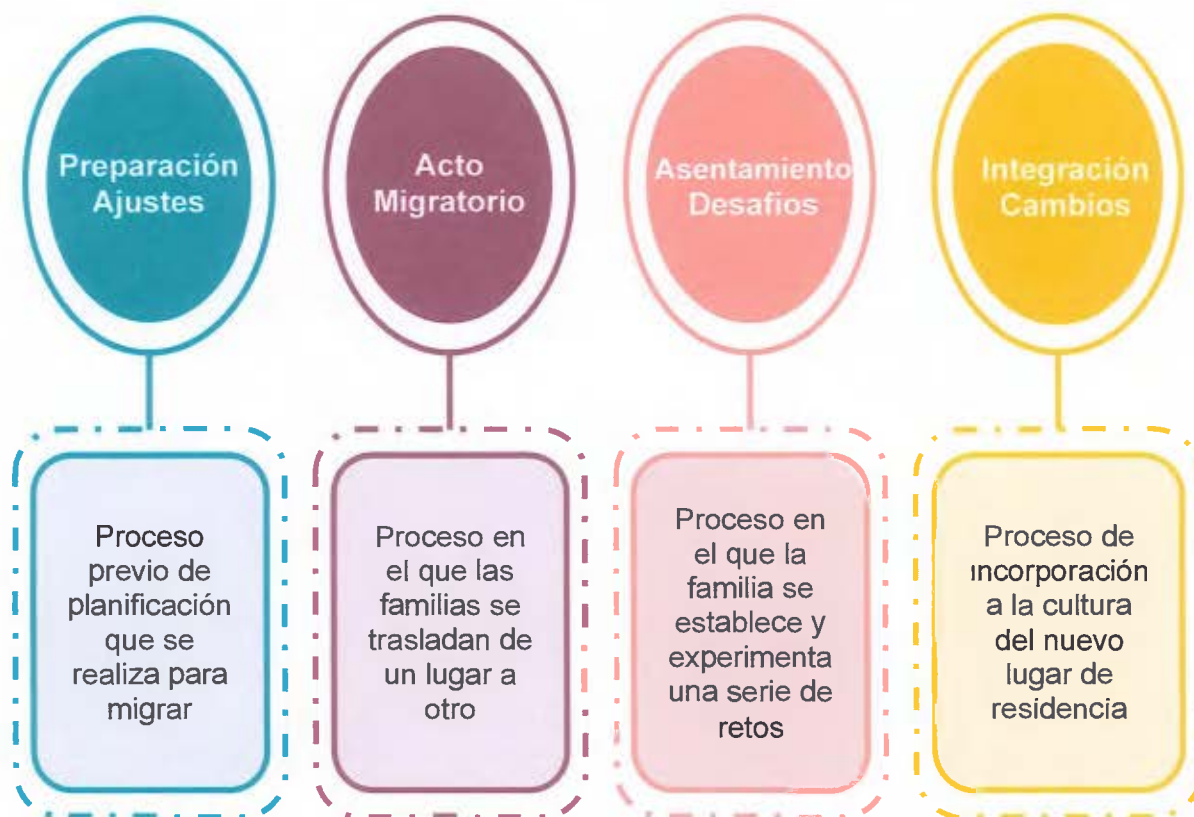 Preparación
Ajustes
Proceso
previo de
planificación
que se
realiza para
migrar
Acto
Migratorio
Proceso en
el que las
familias se
trasladan de
un lugar a
otro
Asentamiento
Desafios
Proceso en
el que la
familia se
establece y
experimenta
una serie de
retos
Integración
Cambios
Proceso de
incorporación
a la cultura
del nuevo
lugar de
residencia